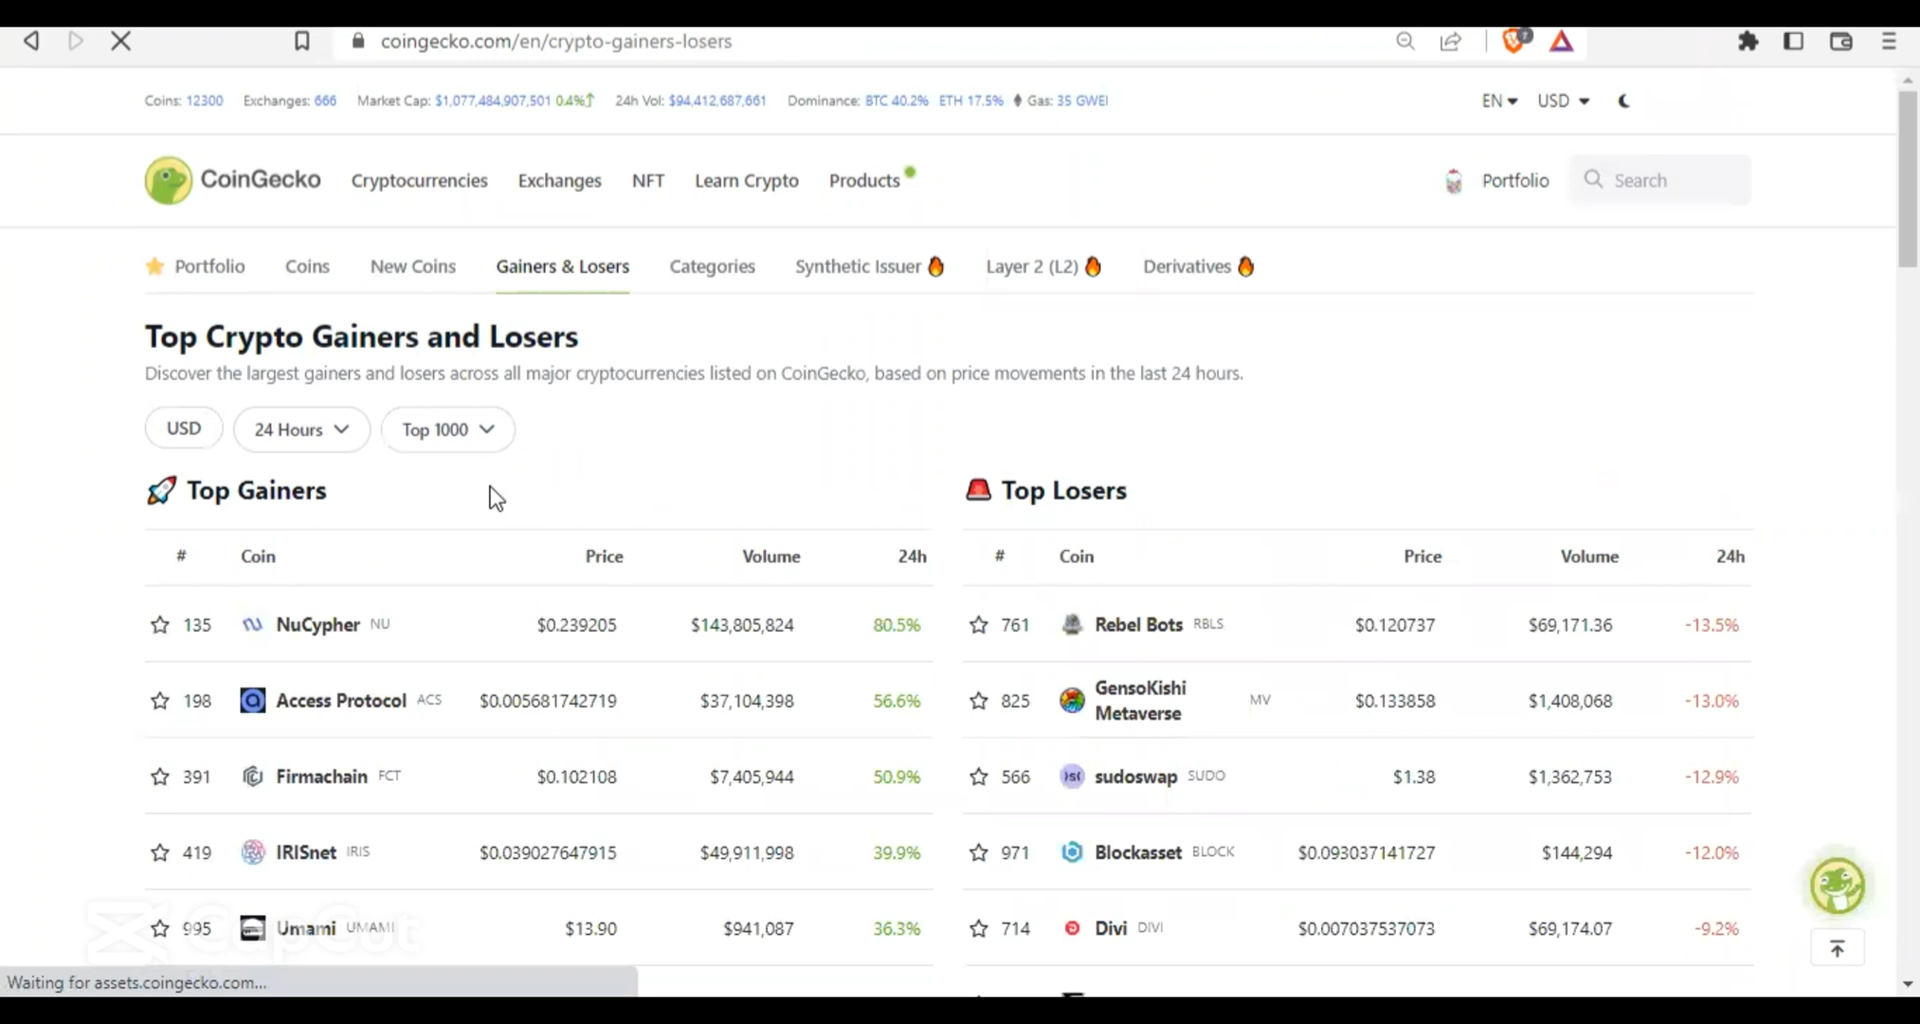 coingecko.com/en/crypto-gainers-losers
7
Coins: 12300 Exchanges: 666 Market Cap: $1,077,484,907,501 0.4% 24h Vol: $94,412,687,661 Dominance: BTC 40.2% ETH 17.5% Gas: 35 GWEI EN USD
CoinGecko Cryptocurrencies Exchanges NFT Learn Crypto Products Portfolio Search
Portfolio Coins New Coins Gainers & Losers Categories Synthetic Issuer Layer 2 (L2) Derivatives
Top Crypto Gainers and Losers
Discover the largest gainers and losers across all major cryptocurrencies listed on CoinGecko, based on price movements in the last 24 hours.
USD 24 Hours Top 1000
Top Gainers
# Coin Price Volume 24h
135 NuCypher NU $0.239205 $143,805,824 80.5%
198 Access Protocol ACS $0.005681742719 $37,104,398 56.6%
391 Firmachain FCT $0.102108 $7,405,944 50.9%
419 IRISnet IRIS $0.039027647915 $49,911,998 39.9%
995 Umami UMAMI $13.90 $941,087 36.3%
Top Losers
# Coin Price Volume 24h
761 Rebel Bots RBLS $0.120737 $69,171.36 -13.5%
825 GensoKishi Metaverse MV $0.133858 $1,408,068 -13.0%
566 sudoswap SUDO $1.38 $1,362,753 -12.9%
971 Blockasset BLOCK $0.093037141727 $144,294 -12.0%
714 Divi DIVI $0.007037537073 $69,174.07 -9.2%
CapCut
Waiting for assets.coingecko.com...